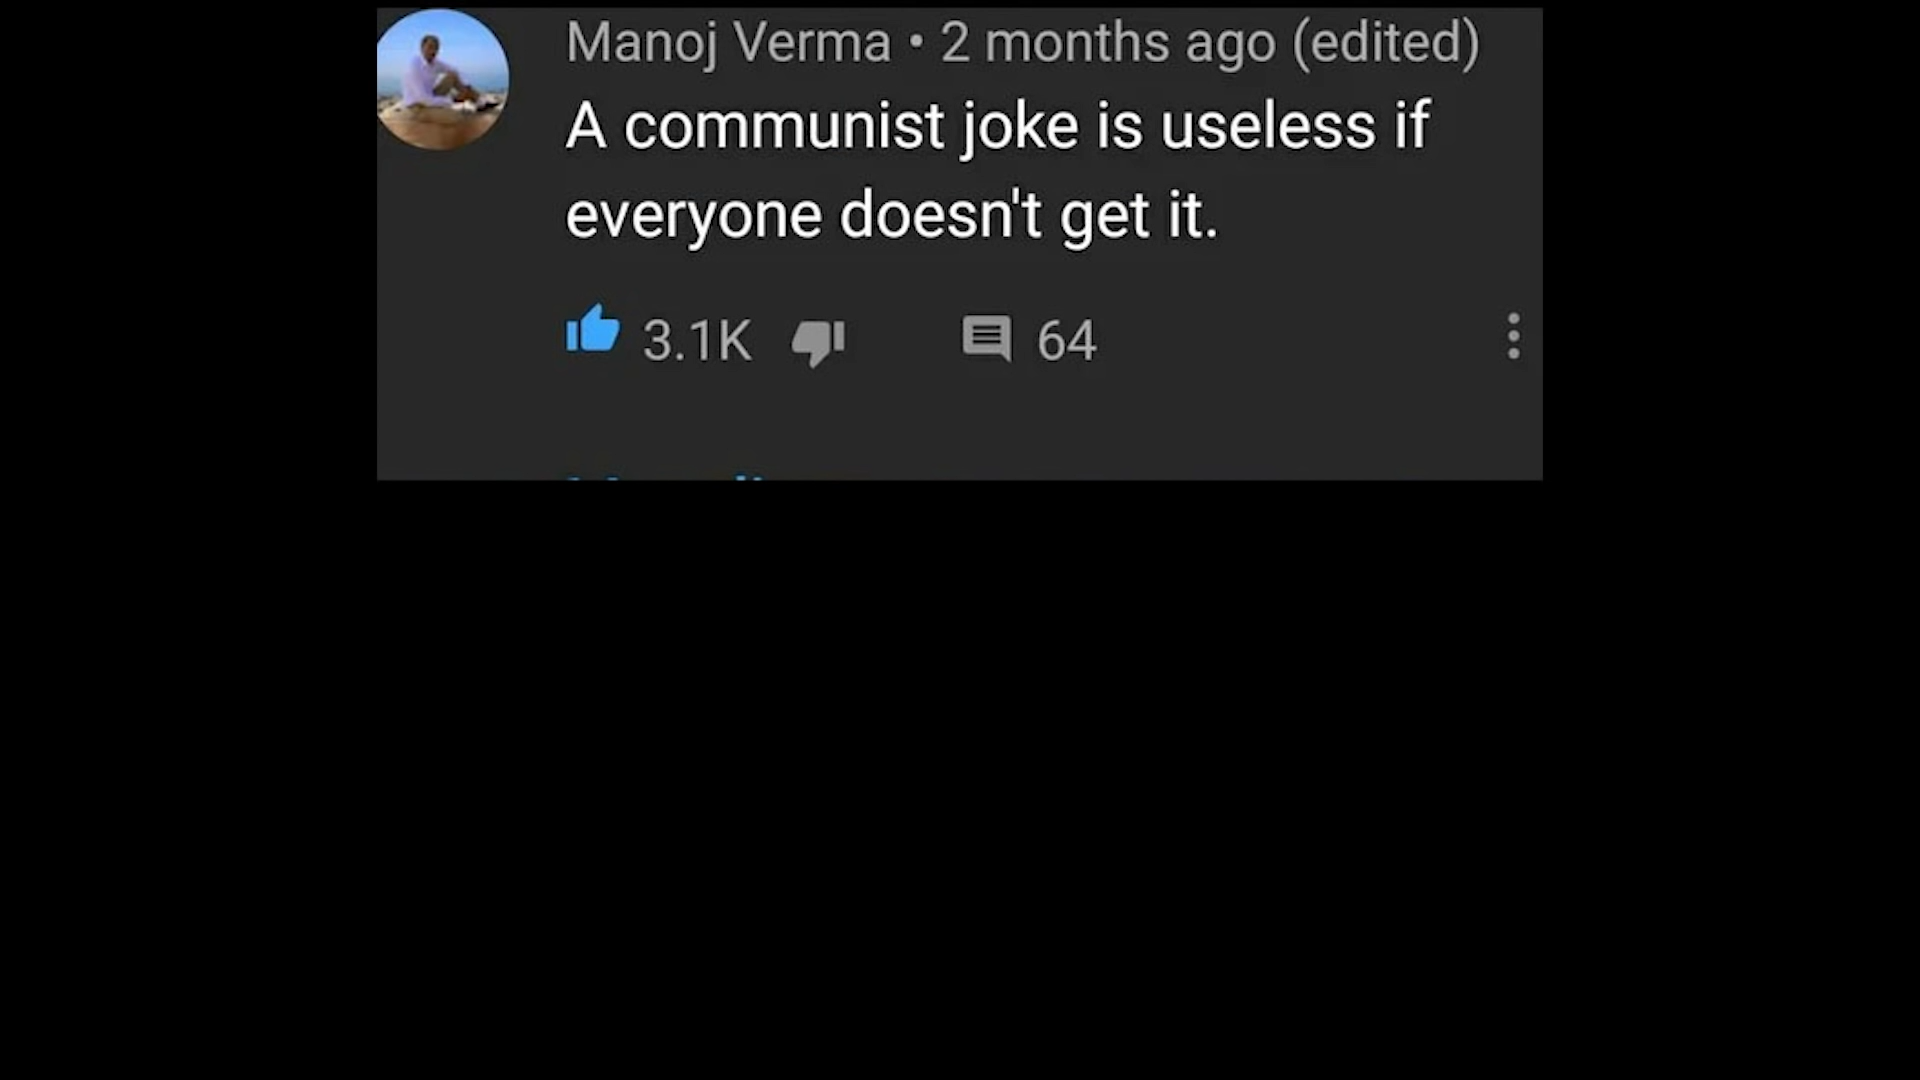 Manoj Verma • 2 months ago (edited)
A communist joke is useless if
everyone doesn't get it.
3.1K 64